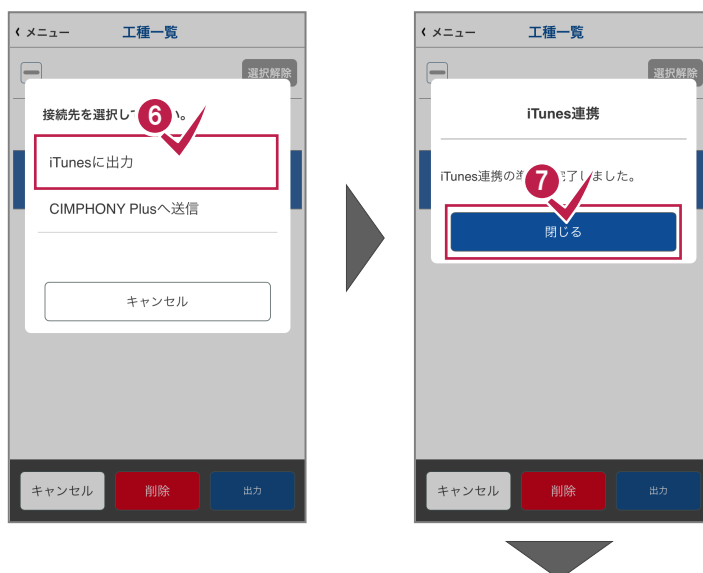 メニュー
工種一覧
選択解除
接続先を選択し
い。
6
iTunesに出力
CIMPHONY Plusへ送信
キャンセル
キャンセル
削除
出力
メニュー
工種一覧
選択解除
iTunes連携
iTunes連携の
了しました。
7
閉じる
キャンセル
削除
出力